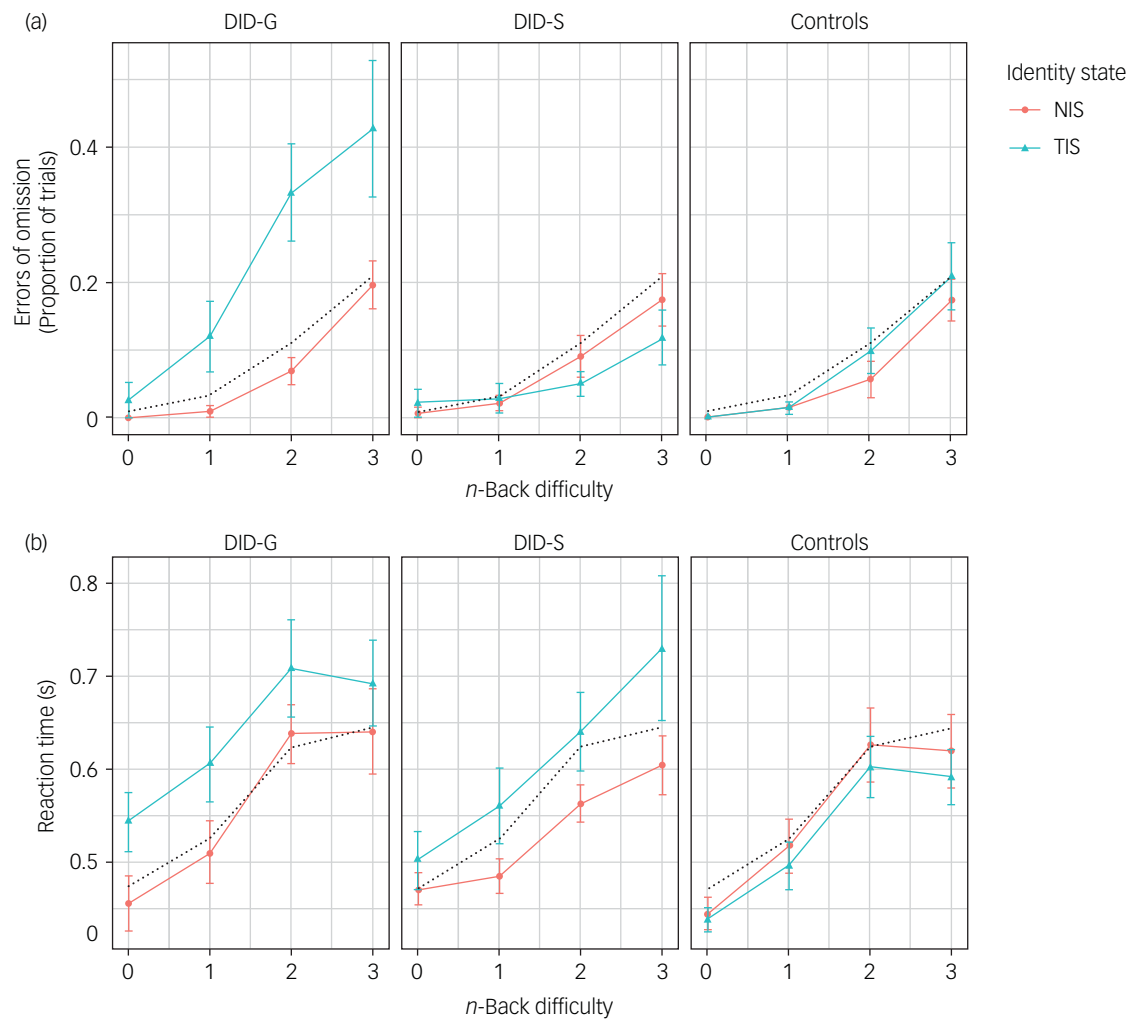 (a)
DID-G
DID-S
Controls
Errors of omission
(Proportion of trials)
0.4
0.2
0
0 1 2 3
0 1 2 3
0 1 2 3
n-Back difficulty
Identity state
NIS
TIS
(b)
DID-G
DID-S
Controls
Reaction time (s)
0.8
0.7
0.6
0.5
0
0 1 2 3
0 1 2 3
0 1 2 3
n-Back difficulty